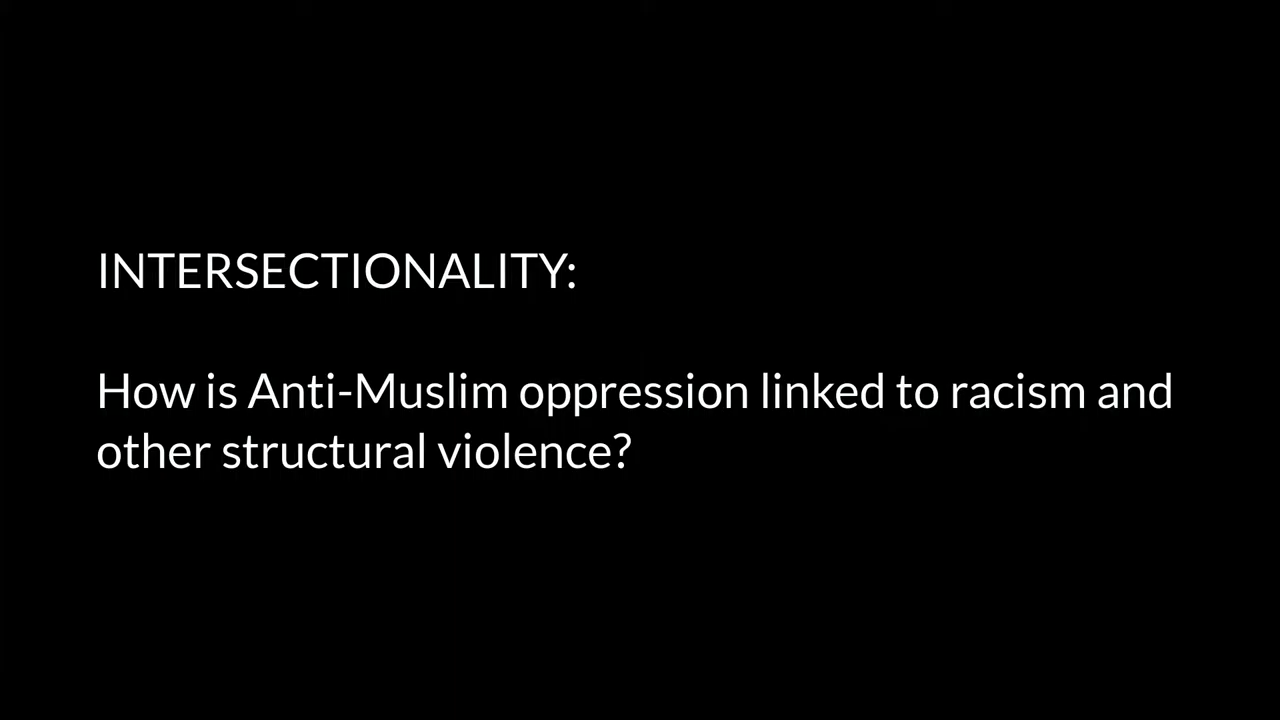 INTERSECTIONALITY:
How is Anti-Muslim oppression linked to racism and
other structural violence?